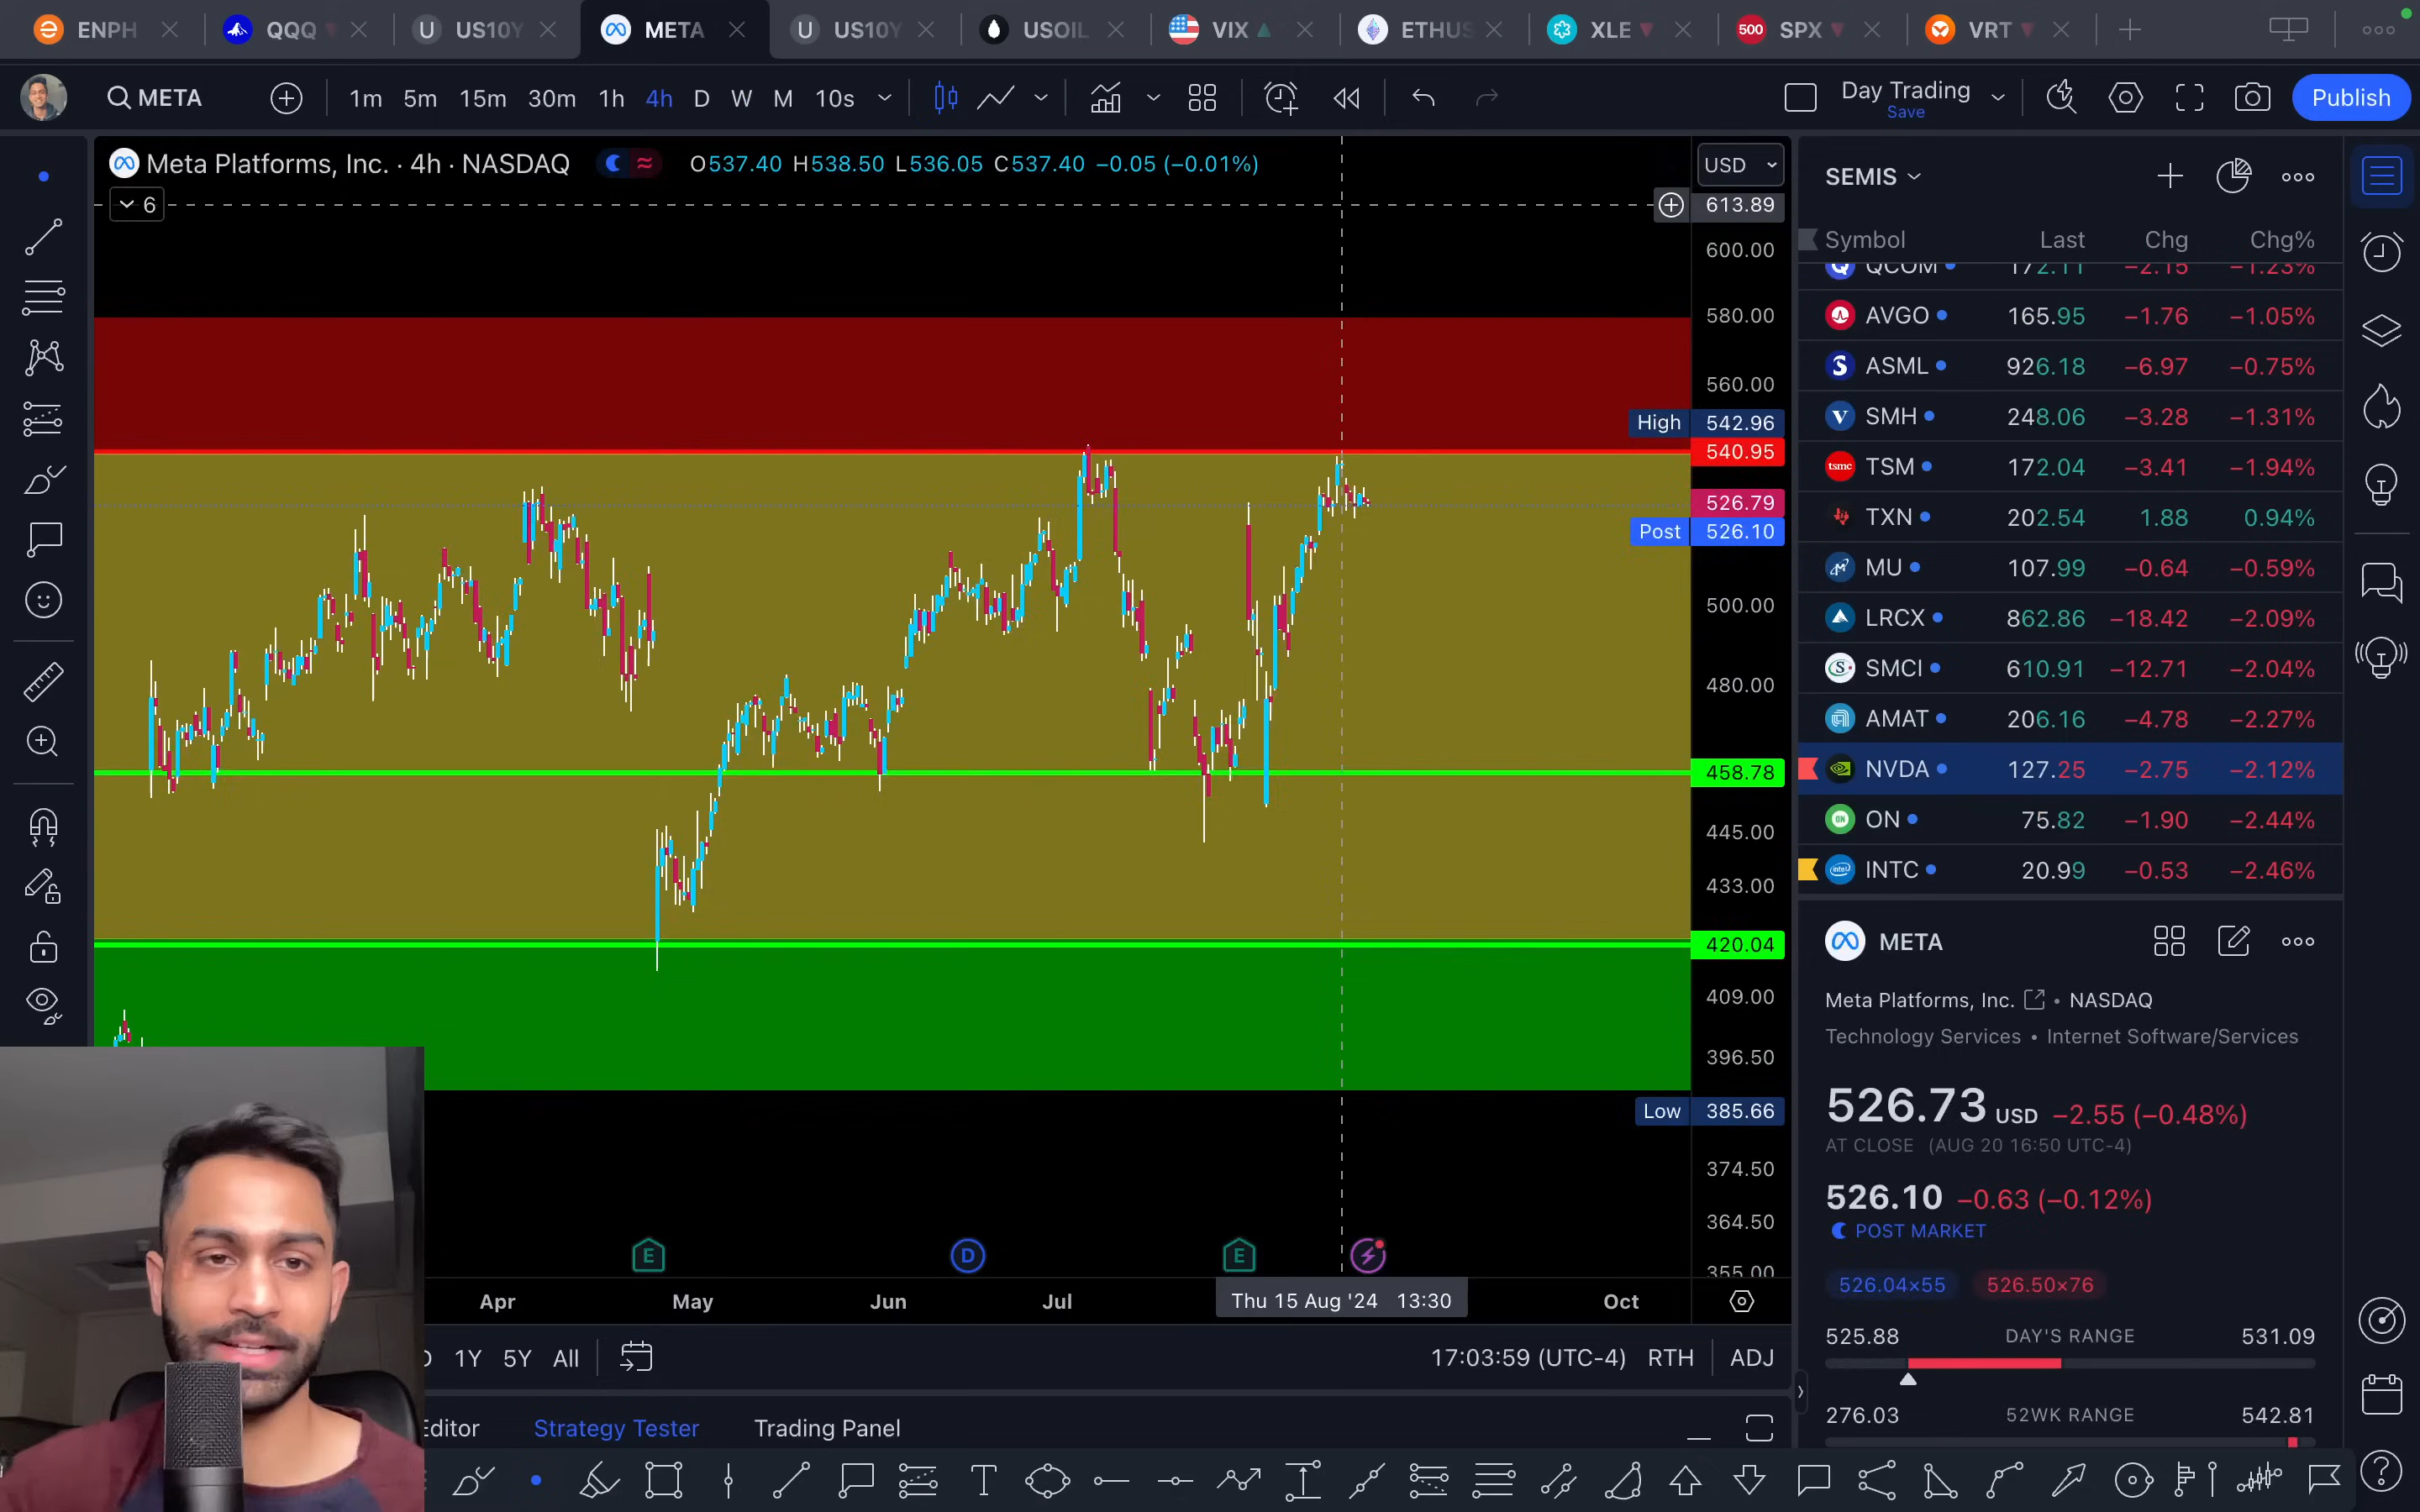 ENPH QQQ US10Y META US10Y USOIL VIX ETHUS XLE 500 SPX VRT
META 1m 5m 15m 30m 1h 4h D W M 10s Day Trading Publish
Save
Meta Platforms, Inc. · 4h · NASDAQ O537.40 H538.50 L536.05 C537.40 −0.05 (−0.01%) USD
6
613.89
600.00
580.00
560.00
High 542.96
540.95
526.79
Post 526.10
500.00
480.00
458.78
445.00
433.00
420.04
409.00
396.50
Low 385.66
374.50
364.50
355.00
E D E
Apr May Jun Jul Thu 15 Aug '24 13:30 Oct
1Y 5Y All 17:03:59 (UTC-4) RTH ADJ
Editor Strategy Tester Trading Panel
SEMIS
Symbol Last Chg Chg%
QCOM 172.11 −2.15 −1.23%
AVGO 165.95 −1.76 −1.05%
ASML 926.18 −6.97 −0.75%
SMH 248.06 −3.28 −1.31%
tsmc TSM 172.04 −3.41 −1.94%
TXN 202.54 1.88 0.94%
MU 107.99 −0.64 −0.59%
LRCX 862.86 −18.42 −2.09%
SMCI 610.91 −12.71 −2.04%
AMAT 206.16 −4.78 −2.27%
NVDA 127.25 −2.75 −2.12%
ON ON 75.82 −1.90 −2.44%
intel INTC 20.99 −0.53 −2.46%
META
Meta Platforms, Inc. • NASDAQ
Technology Services • Internet Software/Services
526.73 USD −2.55 (−0.48%)
AT CLOSE (AUG 20 16:50 UTC-4)
526.10 −0.63 (−0.12%)
POST MARKET
526.04×55 526.50×76
525.88 DAY'S RANGE 531.09
276.03 52WK RANGE 542.81